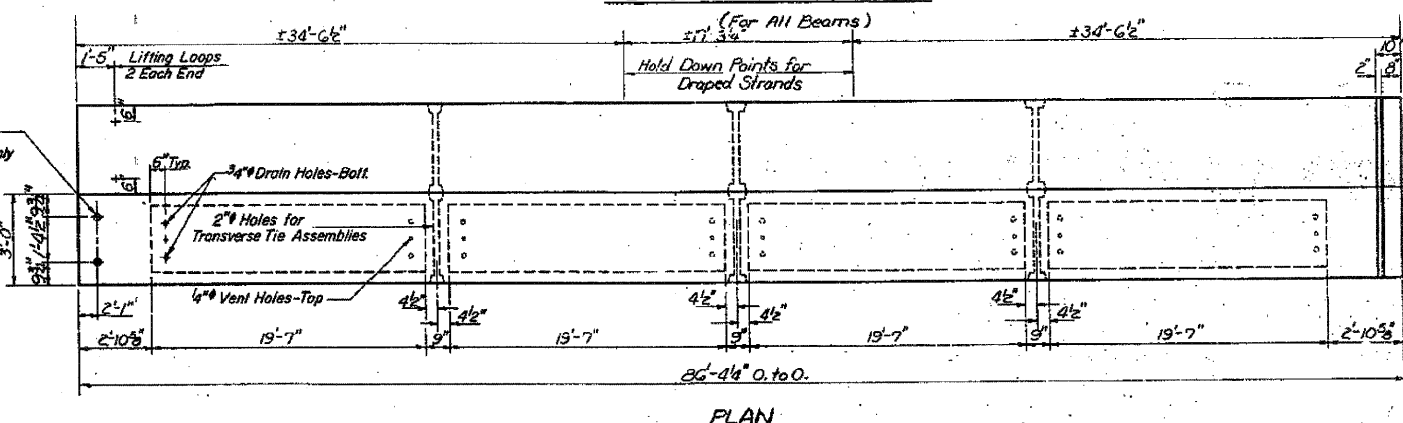 (For All Beams)
±34'-6½" ±17'-3¾" ±34'-6½"
1'-5" Lifting Loops
2 Each End
Hold Down Points for
Draped Strands
10"
2" 8"
6"
nly
6" Typ.
6"
¾"ϕ Drain Holes-Bott.
2"ϕ Holes for
Transverse Tie Assemblies
3'-0"
9¾" 1'-4½" 9¾"
¼"ϕ Vent Holes-Top
2'-1"
4½" 4½" 4½"
4½" 4½" 4½"
2'-10⅝" 19'-7" 9" 19'-7" 9" 19'-7" 9" 19'-7" 2'-10⅝"
86'-4¼" O. to O.
PLAN